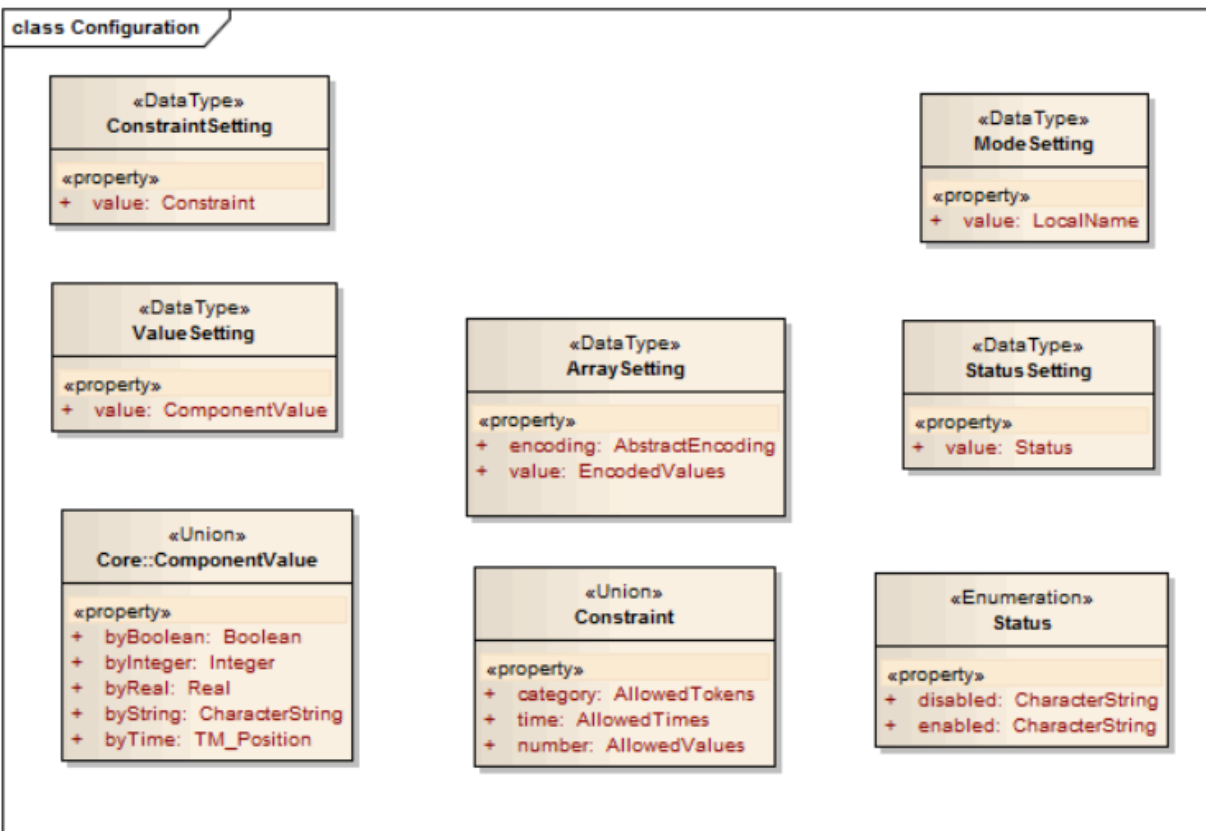 class Configuration
«DataType»
ConstraintSetting
«property»
+ value: Constraint
«DataType»
ModeSetting
«property»
+ value: LocalName
«DataType»
ValueSetting
«property»
+ value: ComponentValue
«DataType»
ArraySetting
«property»
+ encoding: AbstractEncoding
+ value: EncodedValues
«DataType»
StatusSetting
«property»
+ value: Status
«Union»
Core::ComponentValue
«property»
+ byBoolean: Boolean
+ byInteger: Integer
+ byReal: Real
+ byString: CharacterString
+ byTime: TM_Position
«Union»
Constraint
«property»
+ category: AllowedTokens
+ time: AllowedTimes
+ number: AllowedValues
«Enumeration»
Status
«property»
+ disabled: CharacterString
+ enabled: CharacterString